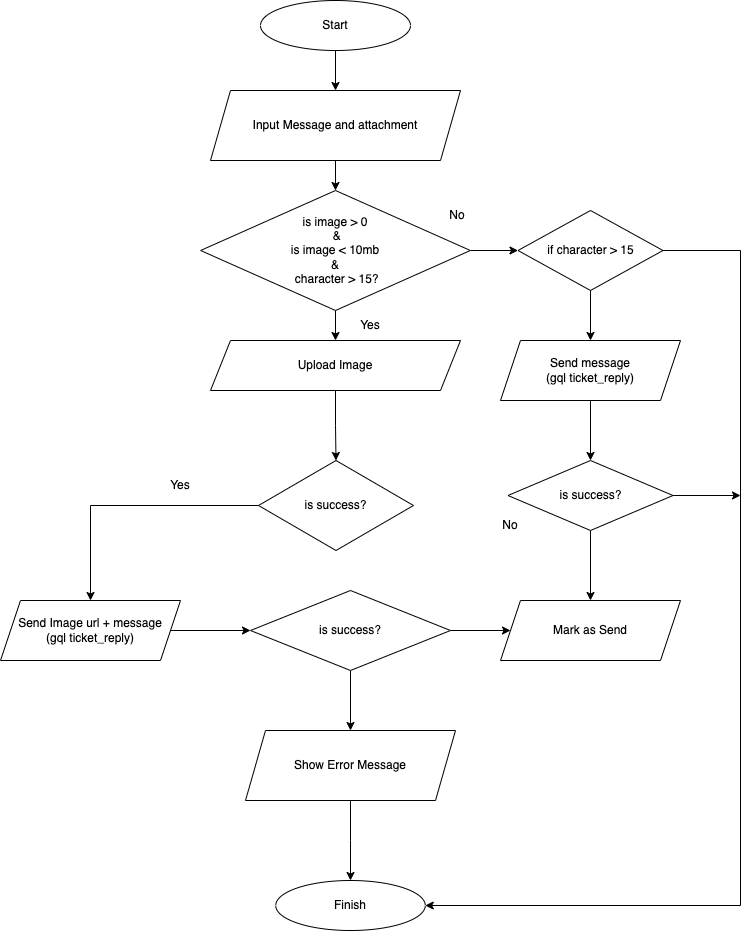 Start
Input Message and attachment
is image > 0
&
is image < 10mb
&
character > 15?
No
if character > 15
Yes
Upload Image
Send message
(gql ticket_reply)
Yes
is success?
is success?
No
Send Image url + message
(gql ticket_reply)
is success?
Mark as Send
Show Error Message
Finish